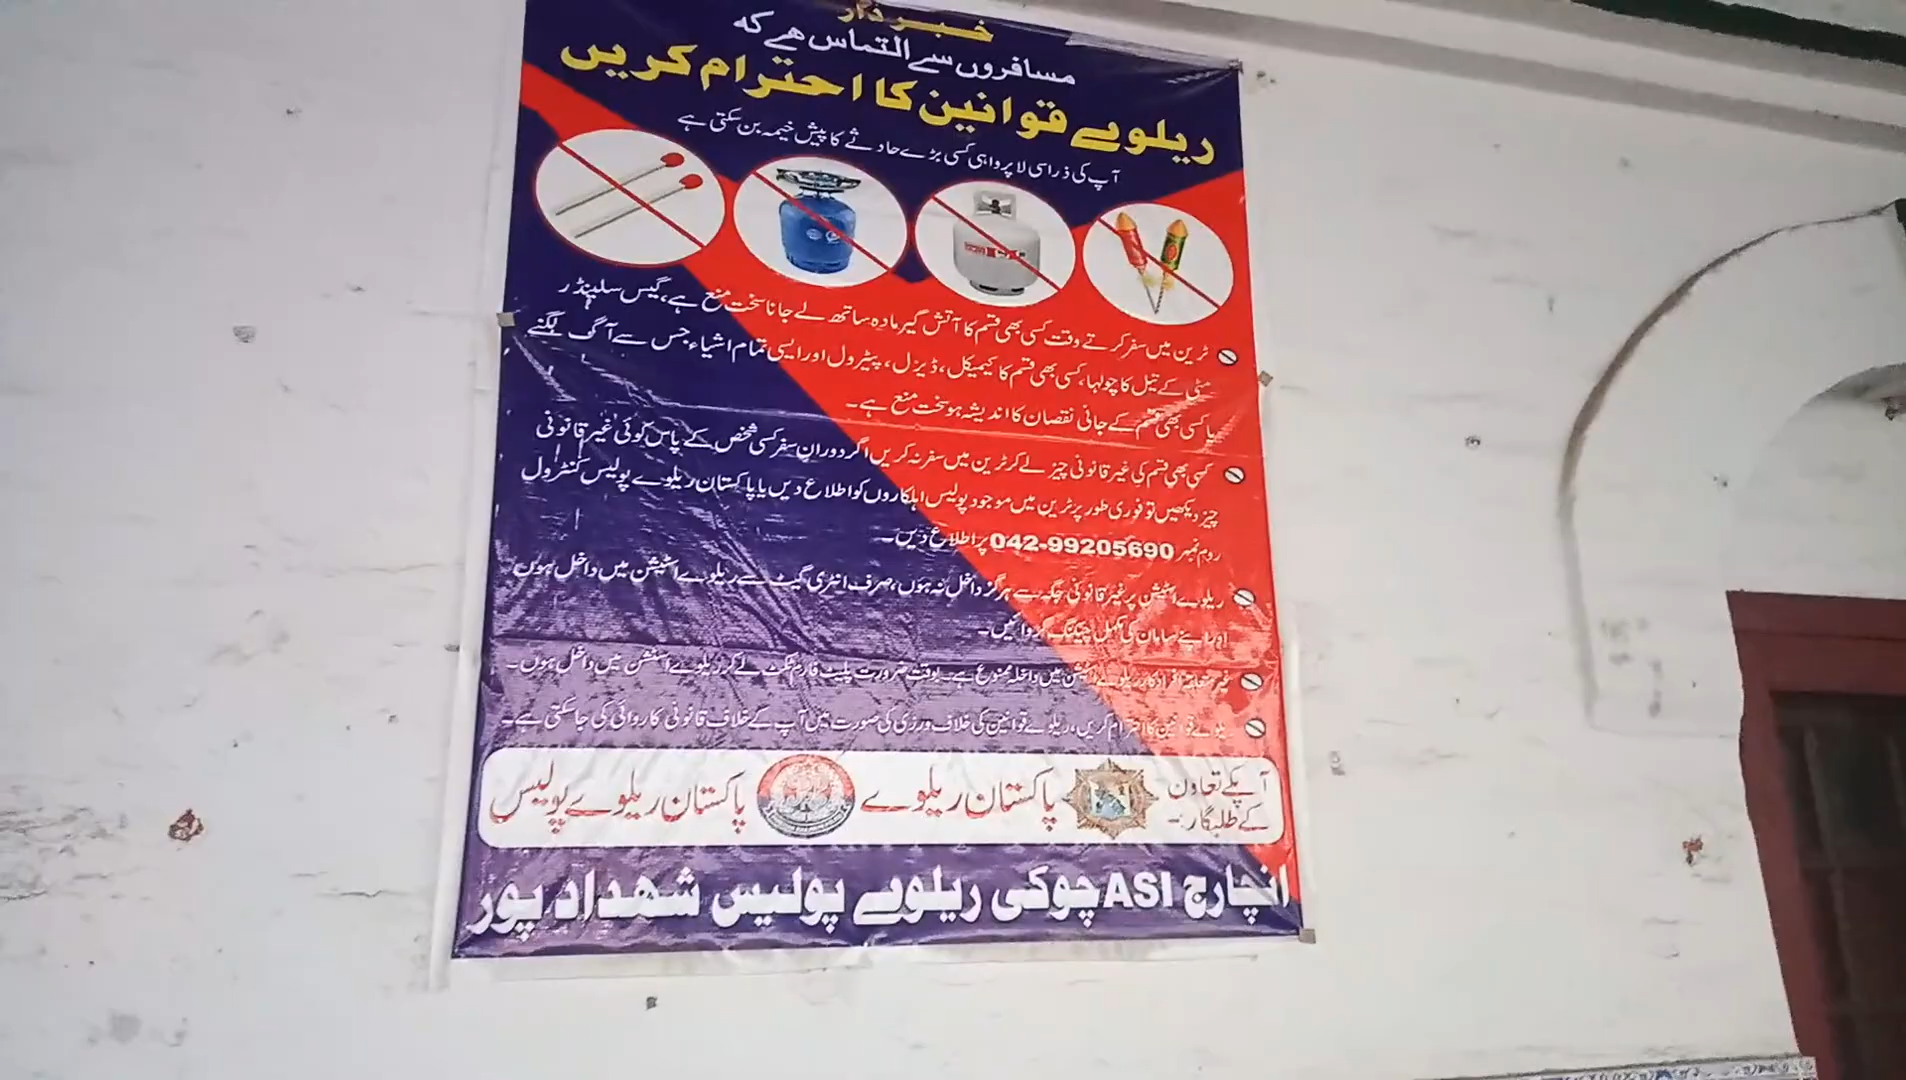 خبردار
مسافروں سے التماس ہے کہ
ریلوے قوانین کا احترام کریں
آپ کی ذرا سی لاپرواہی کسی بڑے حادثے کا پیش خیمہ بن سکتی ہے
ٹرین میں سفر کرتے وقت کسی بھی قسم کا آتش گیر مادہ ساتھ لے جانا سخت منع ہے، گیس سلینڈر
مٹی کے تیل کا چولہا، کسی بھی قسم کا کیمیکل، ڈیزل، پیٹرول اور ایسی تمام اشیاء جس سے آگ لگنے
یا کسی بھی قسم کے جانی نقصان کا اندیشہ ہو سخت منع ہے۔
کسی بھی قسم کی غیر قانونی چیز لے کر ٹرین میں سفر نہ کریں اگر دوران سفر کسی شخص کے پاس کوئی غیر قانونی
چیز دیکھیں تو فوری طور پر ٹرین میں موجود پولیس اہلکاروں کو اطلاع دیں یا پاکستان ریلوے پولیس کنٹرول
روم نمبر 042-99205690 پر اطلاع دیں۔
ریلوے اسٹیشن پر غیر قانونی جگہ سے ہرگز داخل نہ ہوں، صرف انٹری گیٹ سے ریلوے اسٹیشن میں داخل ہوں
اور اپنے سامان کی مکمل چیکنگ کروائیں۔
غیر متعلقہ افراد کا ریلوے اسٹیشن میں داخلہ ممنوع ہے۔ بوقت ضرورت پلیٹ فارم ٹکٹ لے کر ریلوے اسٹیشن میں داخل ہوں۔
ریلوے قوانین کا احترام کریں، ریلوے قوانین کی خلاف ورزی کی صورت میں آپ کے خلاف قانونی کاروائی کی جا سکتی ہے۔
آپکے تعاون
کے طلبگار:۔
پاکستان ریلوے
پاکستان ریلوے پولیس
انچارج ASI چوکی ریلوے پولیس شہداد پور